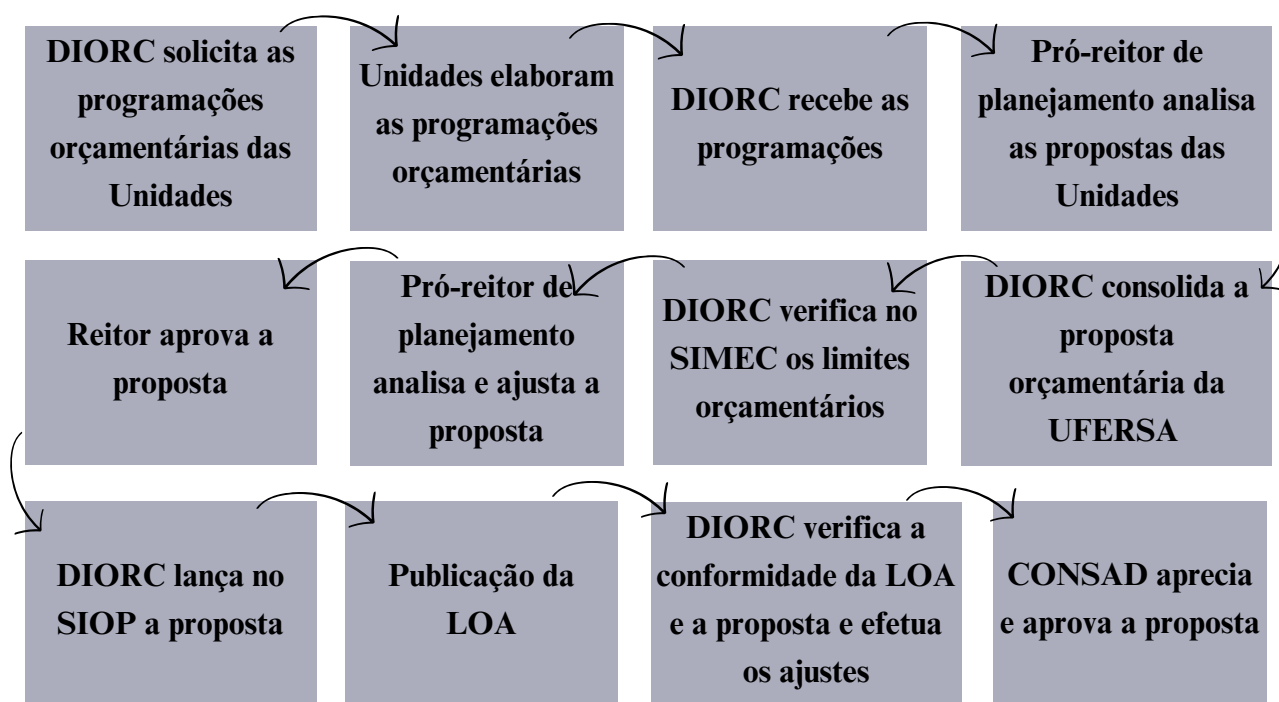 DIORC solicita as
programações
orçamentárias das
Unidades
Unidades elaboram
as programações
orçamentárias
DIORC recebe as
programações
Pró-reitor de
planejamento analisa
as propostas das
Unidades
Reitor aprova a
proposta
Pró-reitor de
planejamento
analisa e ajusta a
proposta
DIORC verifica no
SIMEC os limites
orçamentários
DIORC consolida a
proposta
orçamentária da
UFERSA
DIORC lança no
SIOP a proposta
Publicação da
LOA
DIORC verifica a
conformidade da LOA
e a proposta e efetua
os ajustes
CONSAD aprecia
e aprova a proposta